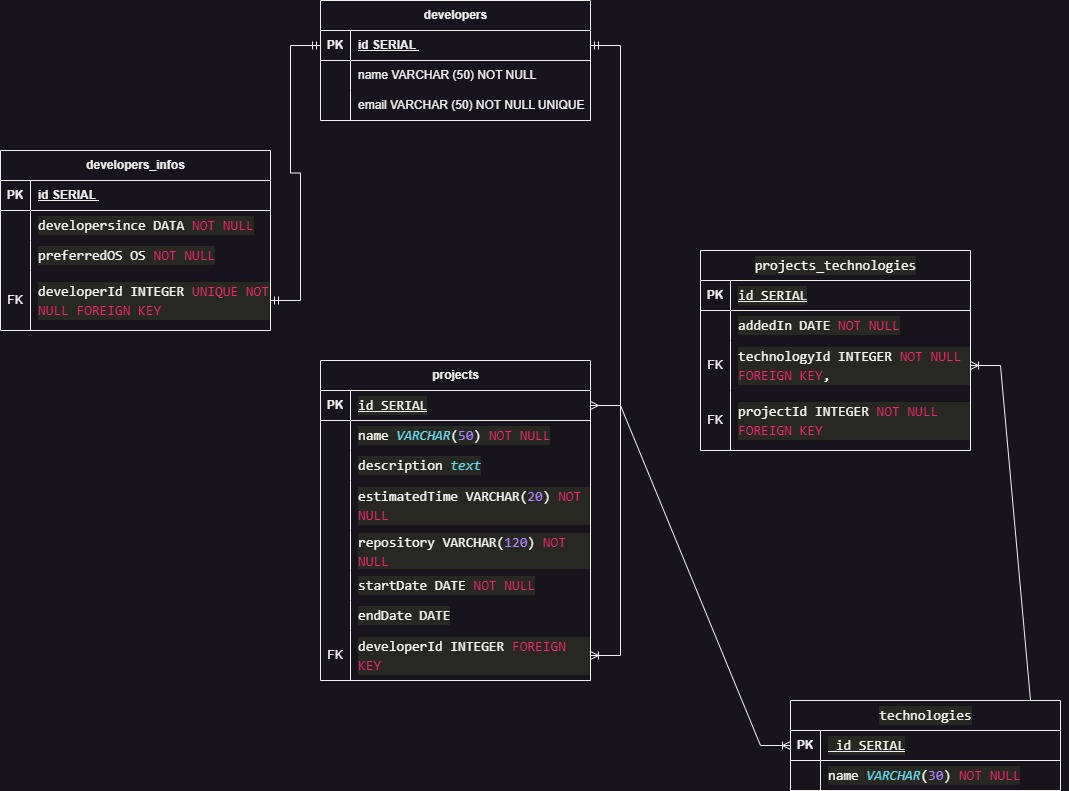 developers
PK id SERIAL
name VARCHAR (50) NOT NULL
email VARCHAR (50) NOT NULL UNIQUE
developers_infos
PK id SERIAL
developersince DATA NOT NULL
preferredOS OS NOT NULL
FK developerId INTEGER UNIQUE NOT
NULL FOREIGN KEY
projects_technologies
PK id SERIAL
addedIn DATE NOT NULL
FK technologyId INTEGER NOT NULL
FOREIGN KEY,
FK projectId INTEGER NOT NULL
FOREIGN KEY
projects
PK id SERIAL
name VARCHAR(50) NOT NULL
description text
estimatedTime VARCHAR(20) NOT
NULL
repository VARCHAR(120) NOT
NULL
startDate DATE NOT NULL
endDate DATE
FK developerId INTEGER FOREIGN
KEY
technologies
PK id SERIAL
name VARCHAR(30) NOT NULL